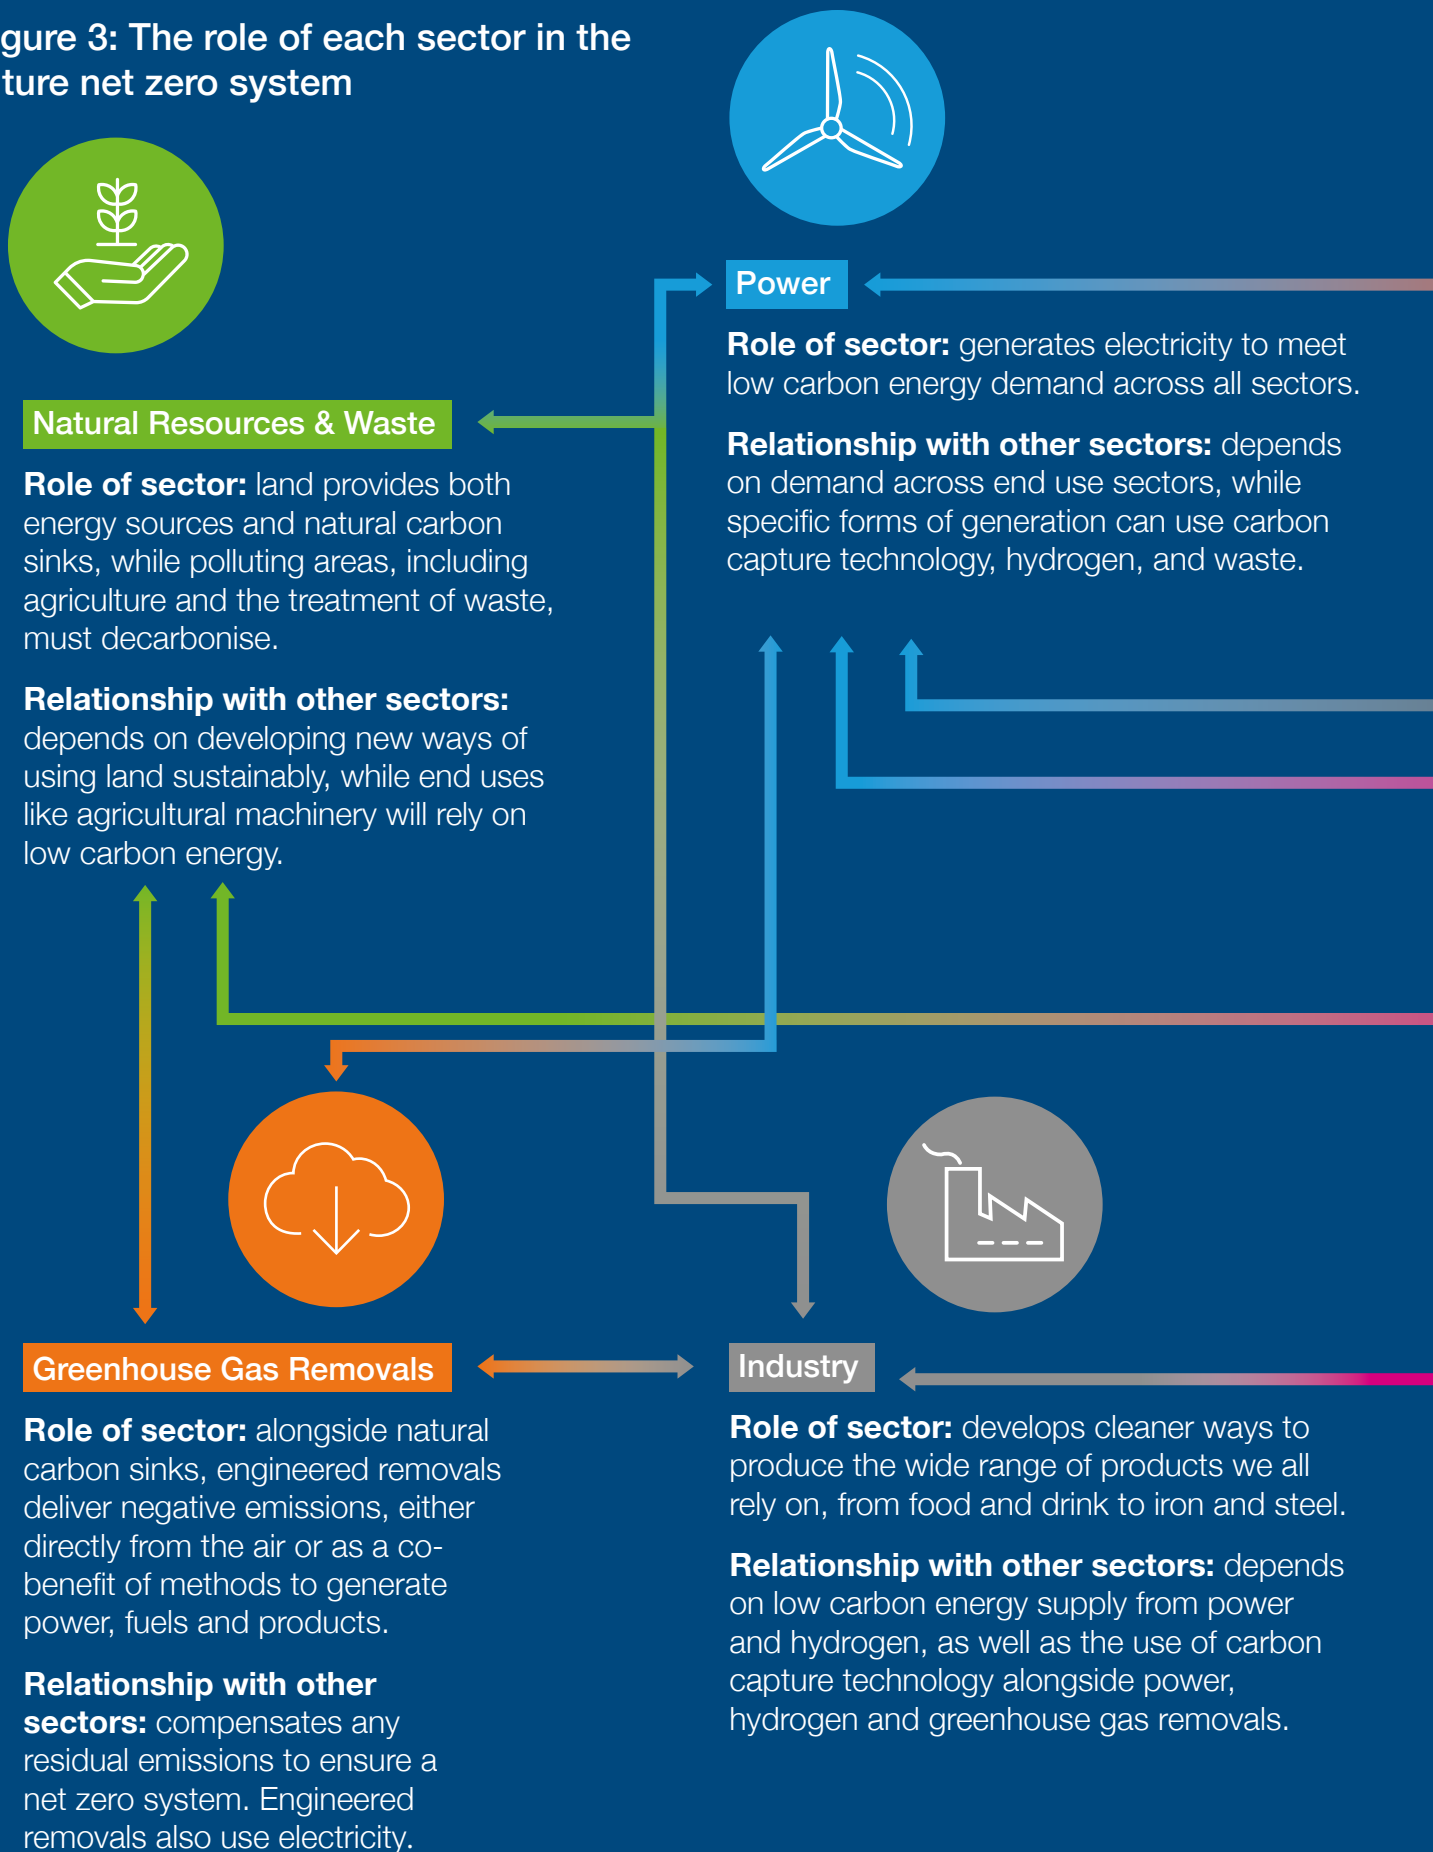 gure 3: The role of each sector in the
ture net zero system
Natural Resources & Waste
Role of sector: land provides both
energy sources and natural carbon
sinks, while polluting areas, including
agriculture and the treatment of waste,
must decarbonise.
Relationship with other sectors:
depends on developing new ways of
using land sustainably, while end uses
like agricultural machinery will rely on
low carbon energy.
Power
Role of sector: generates electricity to meet
low carbon energy demand across all sectors.
Relationship with other sectors: depends
on demand across end use sectors, while
specific forms of generation can use carbon
capture technology, hydrogen, and waste.
Greenhouse Gas Removals
Role of sector: alongside natural
carbon sinks, engineered removals
deliver negative emissions, either
directly from the air or as a co-
benefit of methods to generate
power, fuels and products.
Relationship with other
sectors: compensates any
residual emissions to ensure a
net zero system. Engineered
removals also use electricity.
Industry
Role of sector: develops cleaner ways to
produce the wide range of products we all
rely on, from food and drink to iron and steel.
Relationship with other sectors: depends
on low carbon energy supply from power
and hydrogen, as well as the use of carbon
capture technology alongside power,
hydrogen and greenhouse gas removals.